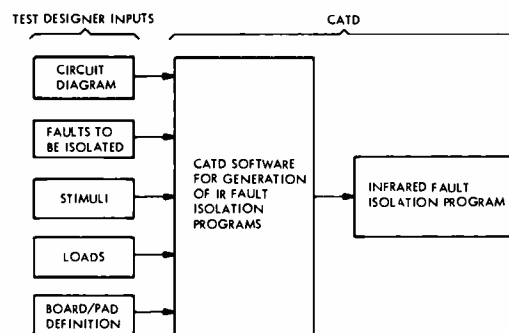 TEST DESIGNER INPUTS
CATD
CIRCUIT
DIAGRAM
FAULTS TO
BE ISOLATED
STIMULI
LOADS
BOARD/PAD
DEFINITION
CATD SOFTWARE
FOR GENERATION
OF IR FAULT
ISOLATION
PROGRAMS
INFRARED FAULT
ISOLATION PROGRAM